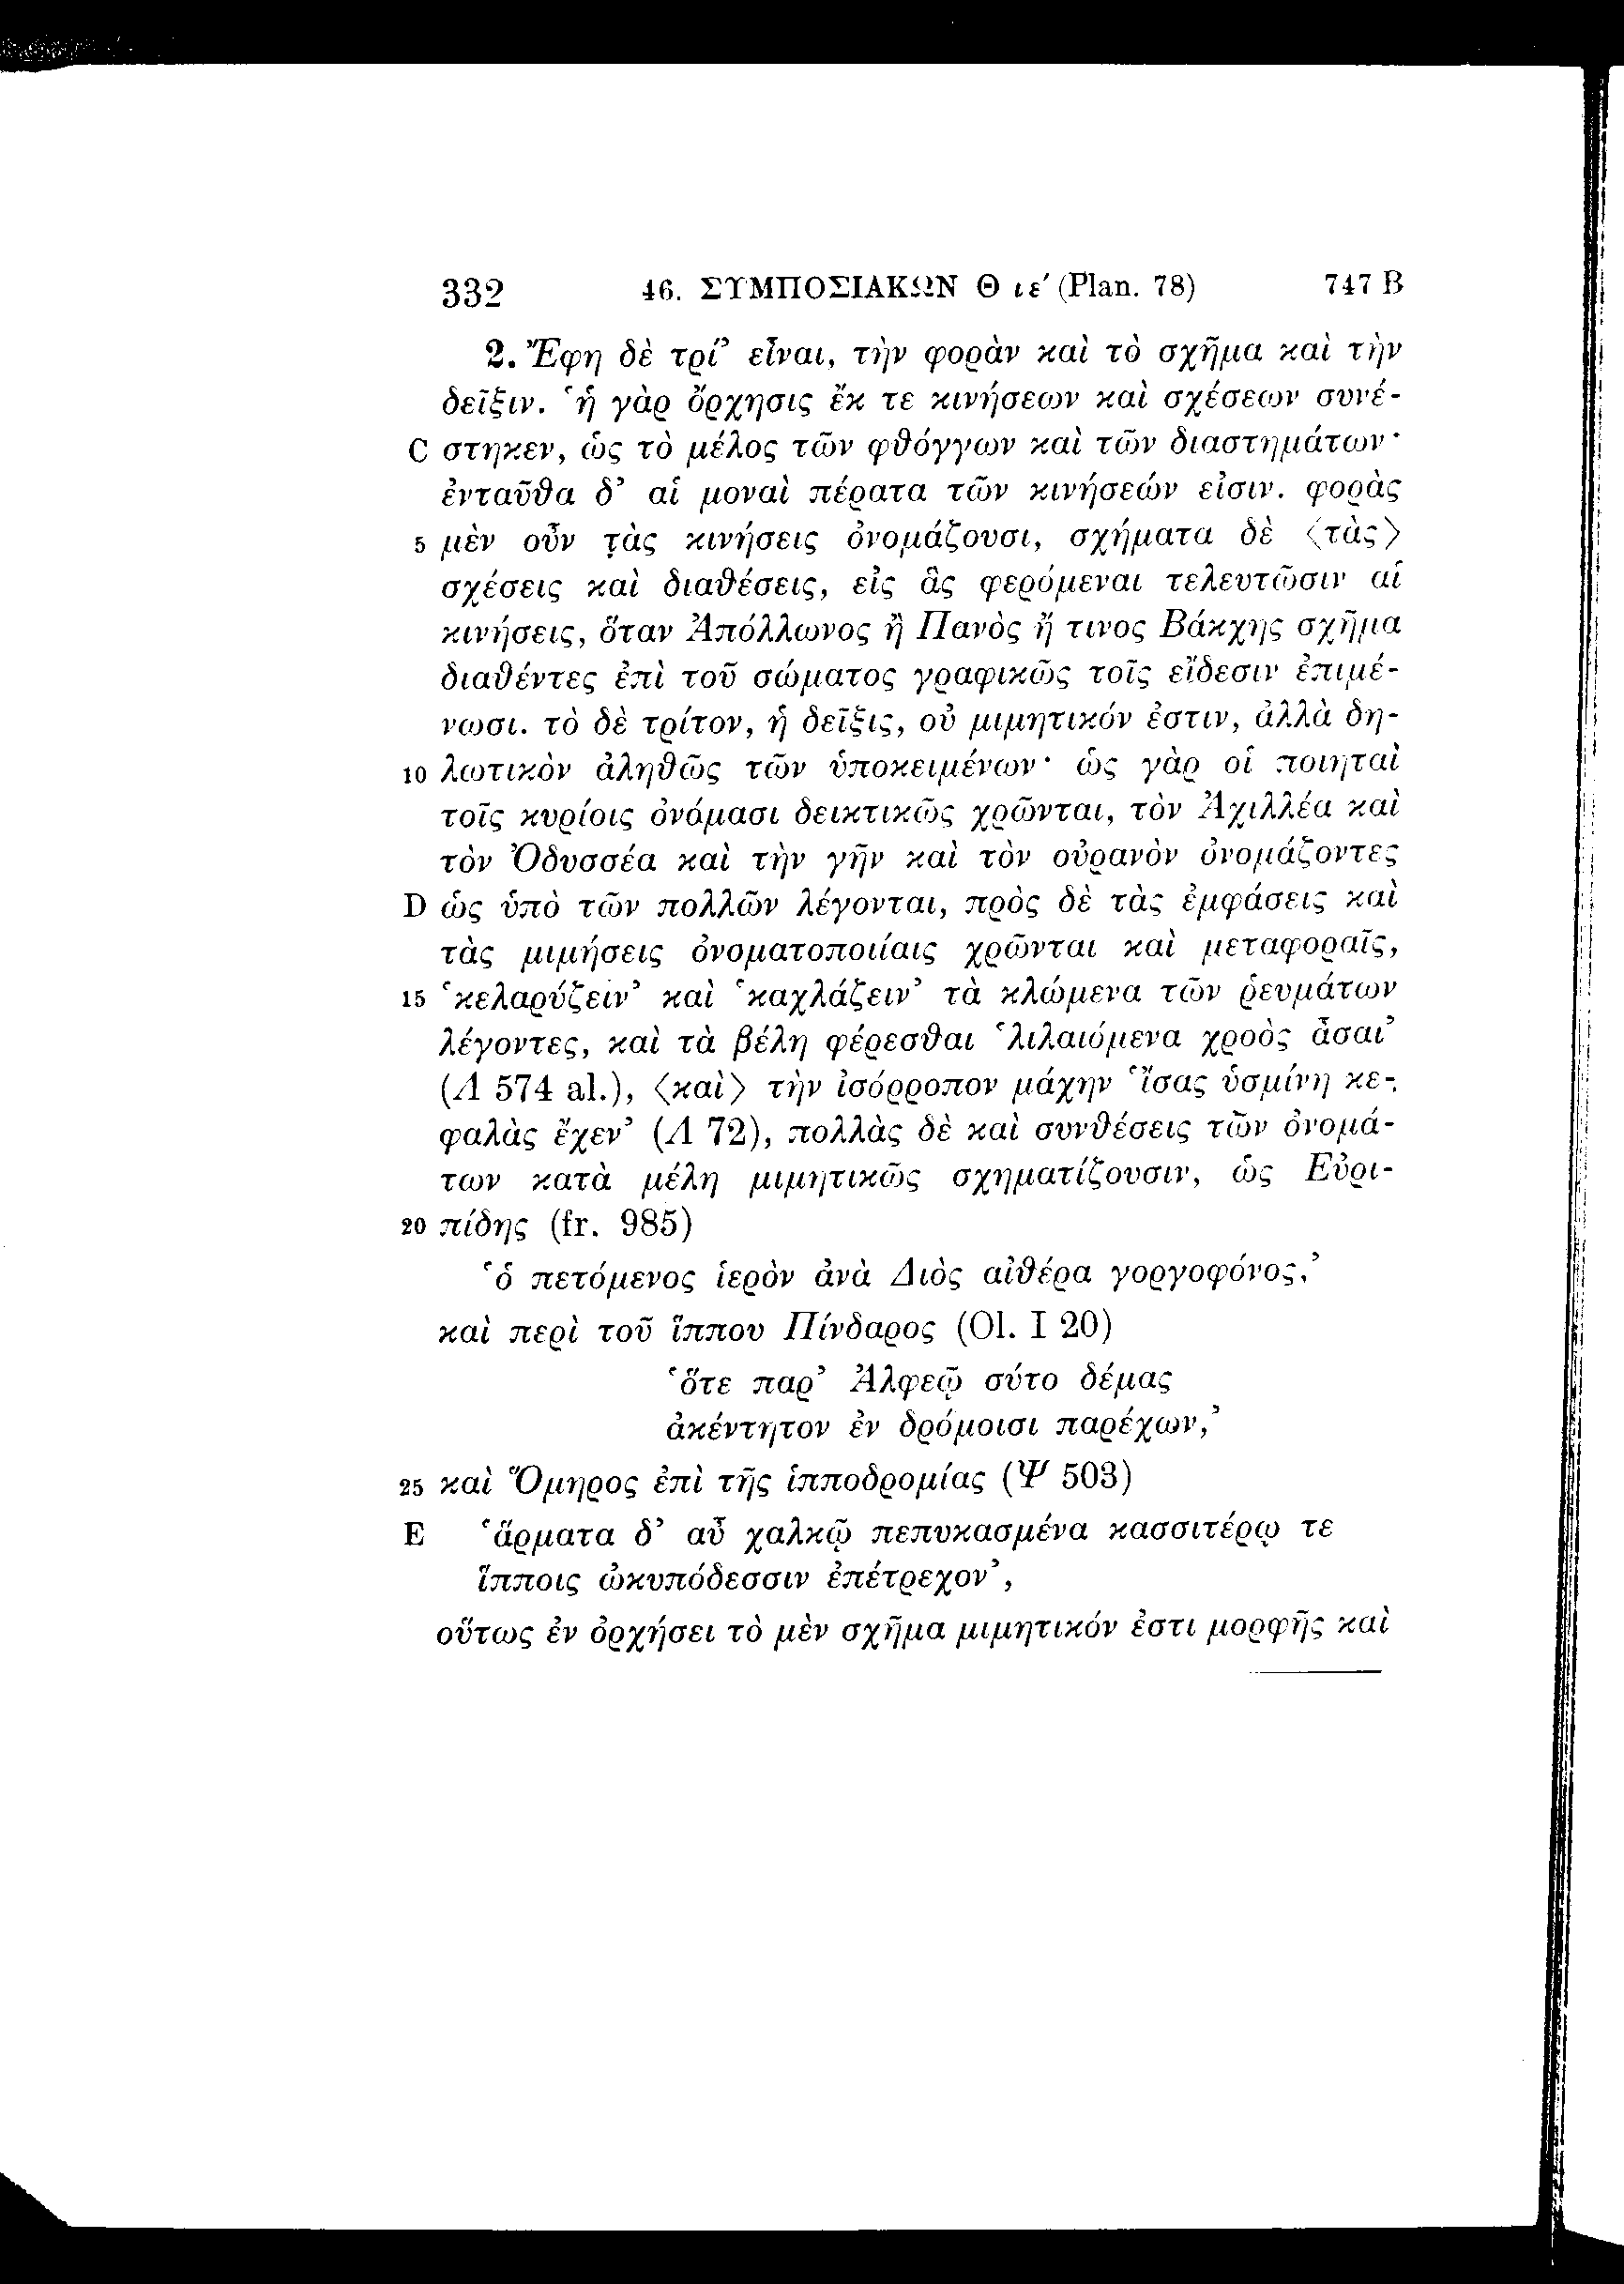 332 46. ΣΥΜΠΟΣΙΑΚΩΝ Θ ιε′ (Plan. 78) 747 B
2. Ἔφη δὲ τρί’ εἶναι, τὴν φορὰν καὶ τὸ σχῆμα καὶ τὴν
δεῖξιν. ‘ἡ γὰρ ὄρχησις ἔκ τε κινήσεων καὶ σχέσεων συνέ-
C στηκεν, ὡς τὸ μέλος τῶν φθόγγων καὶ τῶν διαστημάτων·
ἐνταῦθα δ’ αἱ μοναὶ πέρατα τῶν κινήσεών εἰσιν. φορὰς
5 μὲν οὖν τὰς κινήσεις ὀνομάζουσι, σχήματα δὲ ⟨τὰς⟩
σχέσεις καὶ διαθέσεις, εἰς ἃς φερόμεναι τελευτῶσιν αἱ
κινήσεις, ὅταν Ἀπόλλωνος ἢ Πανὸς ἤ τινος Βάκχης σχῆμα
διαθέντες ἐπὶ τοῦ σώματος γραφικῶς τοῖς εἴδεσιν ἐπιμέ-
νωσι. τὸ δὲ τρίτον, ἡ δεῖξις, οὐ μιμητικόν ἐστιν, ἀλλὰ δη-
10 λωτικὸν ἀληθῶς τῶν ὑποκειμένων· ὡς γὰρ οἱ ποιηταὶ
τοῖς κυρίοις ὀνόμασι δεικτικῶς χρῶνται, τὸν Ἀχιλλέα καὶ
τὸν Ὀδυσσέα καὶ τὴν γῆν καὶ τὸν οὐρανὸν ὀνομάζοντες
D ὡς ὑπὸ τῶν πολλῶν λέγονται, πρὸς δὲ τὰς ἐμφάσεις καὶ
τὰς μιμήσεις ὀνοματοποιίαις χρῶνται καὶ μεταφοραῖς,
15 ‘κελαρύζειν’ καὶ ‘καχλάζειν’ τὰ κλώμενα τῶν ῥευμάτων
λέγοντες, καὶ τὰ βέλη φέρεσθαι ‘λιλαιόμενα χροὸς ἆσαι’
(Λ 574 al.), ⟨καὶ⟩ τὴν ἰσόρροπον μάχην ‘ἴσας ὑσμίνη κε-
φαλὰς ἔχεν’ (Λ 72), πολλὰς δὲ καὶ συνθέσεις τῶν ὀνομά-
των κατὰ μέλη μιμητικῶς σχηματίζουσιν, ὡς Εὐρι-
20 πίδης (fr. 985)
‘ὁ πετόμενος ἱερὸν ἀνὰ Διὸς αἰθέρα γοργοφόνος,’
καὶ περὶ τοῦ ἵππου Πίνδαρος (Ol. I 20)
‘ὅτε παρ’ Ἀλφεῷ σύτο δέμας
ἀκέντητον ἐν δρόμοισι παρέχων,’
25 καὶ Ὅμηρος ἐπὶ τῆς ἱπποδρομίας (Ψ 503)
E ‘ἅρματα δ’ αὖ χαλκῷ πεπυκασμένα κασσιτέρῳ τε
ἵπποις ὠκυπόδεσσιν ἐπέτρεχον’,
οὕτως ἐν ὀρχήσει τὸ μὲν σχῆμα μιμητικόν ἐστι μορφῆς καὶ